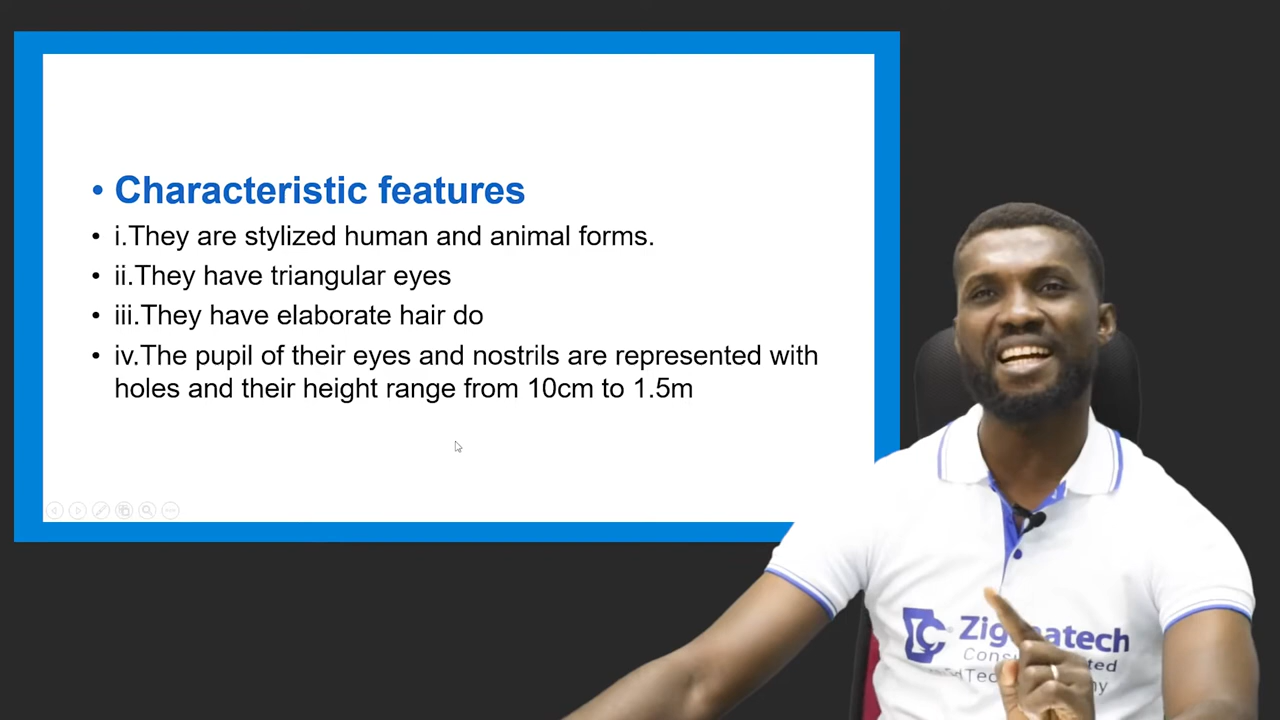 • Characteristic features
• i.They are stylized human and animal forms.
• ii.They have triangular eyes
• iii.They have elaborate hair do
• iv.The pupil of their eyes and nostrils are represented with
holes and their height range from 10cm to 1.5m